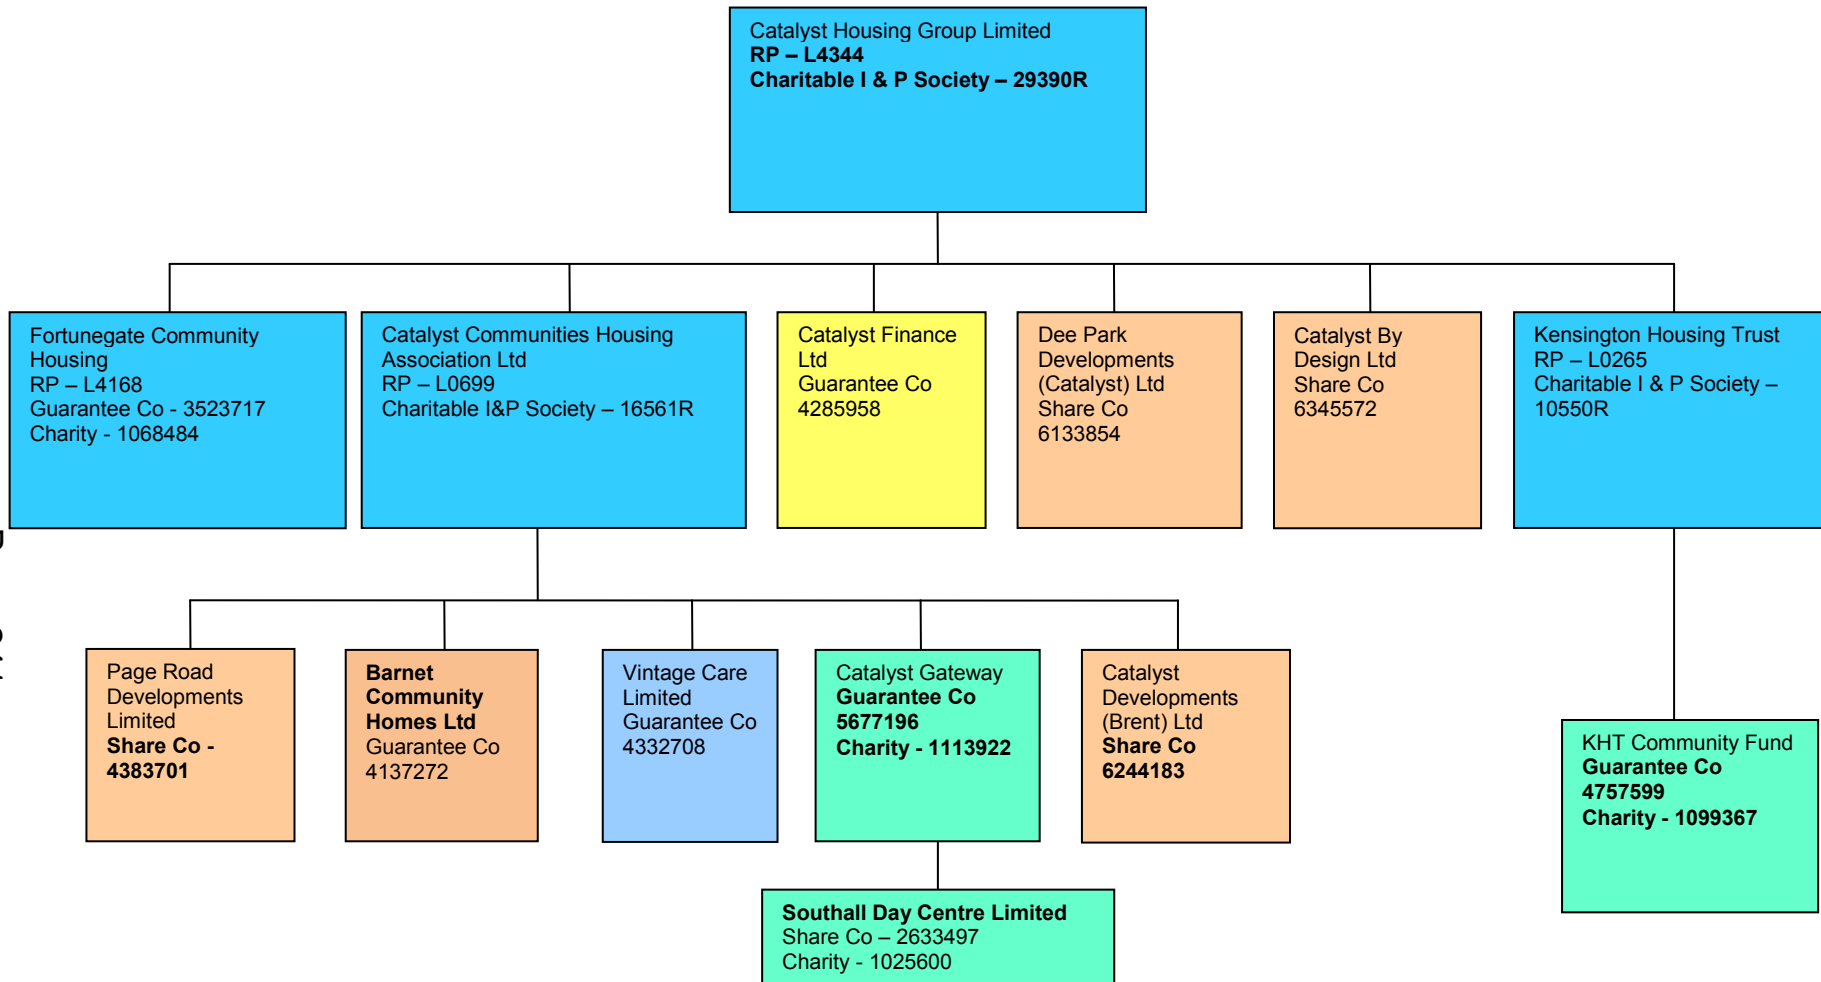 Catalyst Housing Group Limited
RP – L4344
Charitable I & P Society – 29390R
Fortunegate Community
Housing
RP – L4168
Guarantee Co - 3523717
Charity - 1068484
Catalyst Communities Housing
Association Ltd
RP – L0699
Charitable I&P Society – 16561R
Catalyst Finance
Ltd
Guarantee Co
4285958
Dee Park
Developments
(Catalyst) Ltd
Share Co
6133854
Catalyst By
Design Ltd
Share Co
6345572
Kensington Housing Trust
RP – L0265
Charitable I & P Society –
10550R
Page Road
Developments
Limited
Share Co -
4383701
Barnet
Community
Homes Ltd
Guarantee Co
4137272
Vintage Care
Limited
Guarantee Co
4332708
Catalyst Gateway
Guarantee Co
5677196
Charity - 1113922
Catalyst
Developments
(Brent) Ltd
Share Co
6244183
KHT Community Fund
Guarantee Co
4757599
Charity - 1099367
Southall Day Centre Limited
Share Co – 2633497
Charity - 1025600